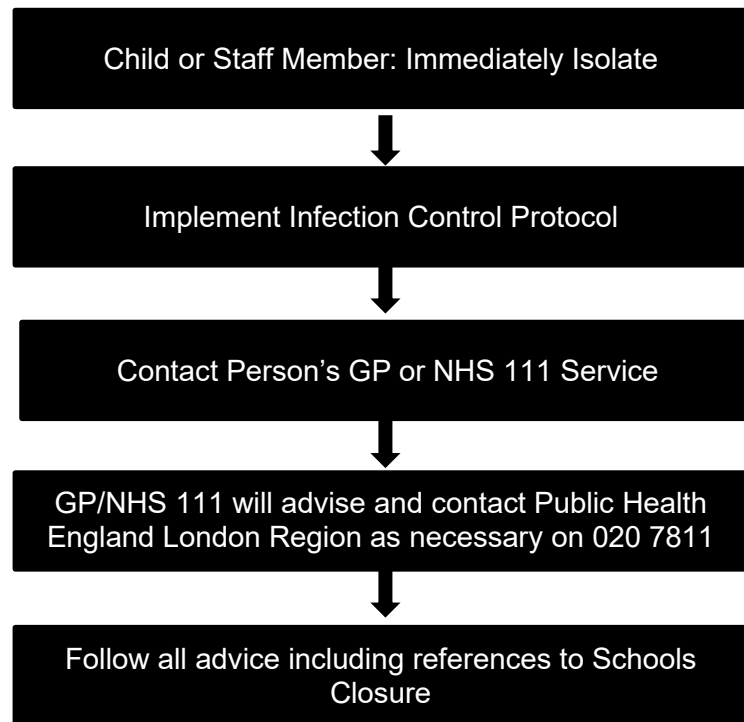 Child or Staff Member: Immediately Isolate
Implement Infection Control Protocol
Contact Person’s GP or NHS 111 Service
GP/NHS 111 will advise and contact Public Health
England London Region as necessary on 020 7811
Follow all advice including references to Schools
Closure